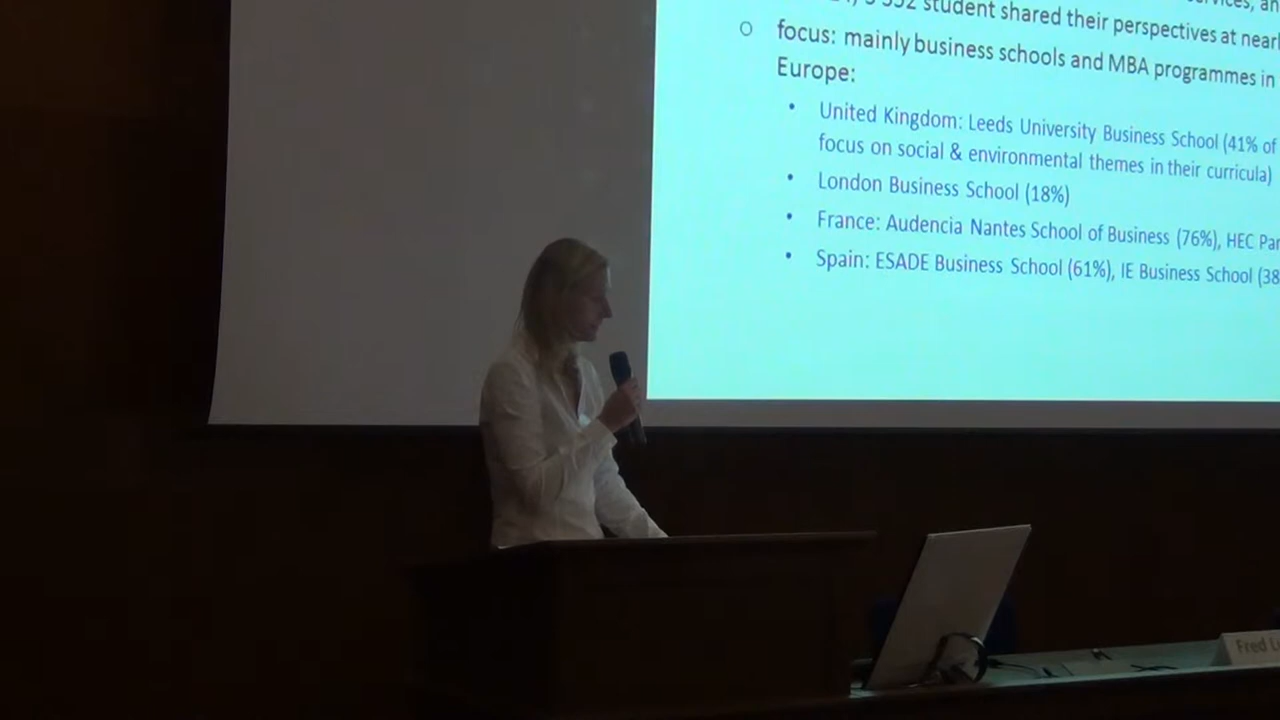 student shared their perspectives at
o focus: mainly business schools and MBA programmes in
Europe:
• United Kingdom: Leeds University Business School (41% of
focus on social & environmental themes in their curricula)
• London Business School (18%)
• France: Audencia Nantes School of Business (76%), HEC
• Spain: ESADE Business School (61%), IE Business School (38
Fred